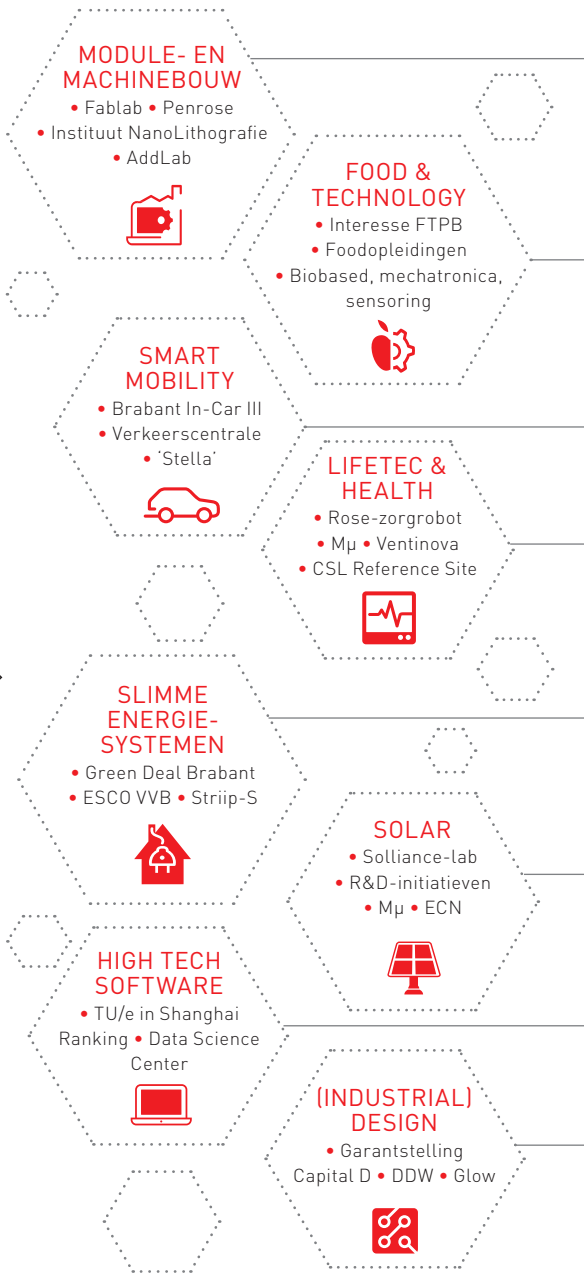 MODULE- EN
MACHINEBOUW
• Fablab • Penrose
• Instituut NanoLithografie
• AddLab
FOOD &
TECHNOLOGY
• Interesse FTPB
• Foodopleidingen
• Biobased, mechatronica,
sensoring
SMART
MOBILITY
• Brabant In-Car III
• Verkeerscentrale
• 'Stella'
LIFETEC &
HEALTH
• Rose-zorgrobot
• Mµ • Ventinova
• CSL Reference Site
SLIMME
ENERGIE-
SYSTEMEN
• Green Deal Brabant
• ESCO VVB • Striip-S
SOLAR
• Solliance-lab
• R&D-initiatieven
• Mµ • ECN
HIGH TECH
SOFTWARE
• TU/e in Shanghai
Ranking • Data Science
Center
(INDUSTRIAL)
DESIGN
• Garantstelling
Capital D • DDW • Glow